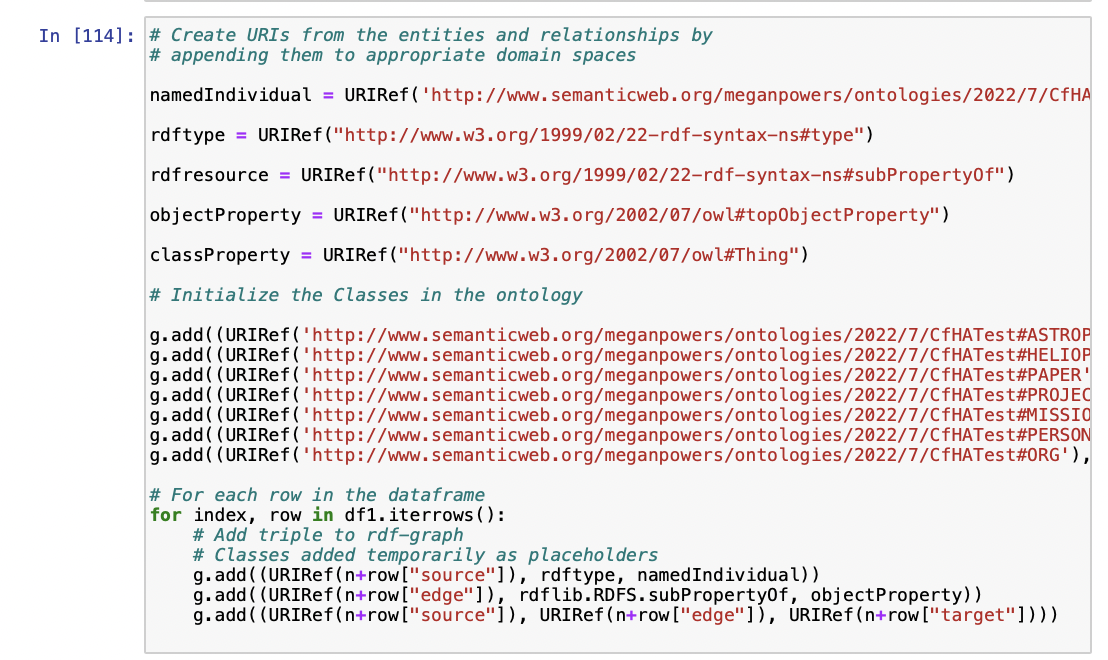 In [114]:
# Create URIs from the entities and relationships by
# appending them to appropriate domain spaces
namedIndividual = URIRef('http://www.semanticweb.org/meganpowers/ontologies/2022/7/CfHA
rdftype = URIRef("http://www.w3.org/1999/02/22-rdf-syntax-ns#type")
rdfresource = URIRef("http://www.w3.org/1999/02/22-rdf-syntax-ns#subPropertyOf")
objectProperty = URIRef("http://www.w3.org/2002/07/owl#topObjectProperty")
classProperty = URIRef("http://www.w3.org/2002/07/owl#Thing")
# Initialize the Classes in the ontology
g.add((URIRef('http://www.semanticweb.org/meganpowers/ontologies/2022/7/CfHATest#ASTROP
g.add((URIRef('http://www.semanticweb.org/meganpowers/ontologies/2022/7/CfHATest#HELIOP
g.add((URIRef('http://www.semanticweb.org/meganpowers/ontologies/2022/7/CfHATest#PAPER'
g.add((URIRef('http://www.semanticweb.org/meganpowers/ontologies/2022/7/CfHATest#PROJEC
g.add((URIRef('http://www.semanticweb.org/meganpowers/ontologies/2022/7/CfHATest#MISSIO
g.add((URIRef('http://www.semanticweb.org/meganpowers/ontologies/2022/7/CfHATest#PERSON
g.add((URIRef('http://www.semanticweb.org/meganpowers/ontologies/2022/7/CfHATest#ORG'),
# For each row in the dataframe
for index, row in df1.iterrows():
    # Add triple to rdf-graph
    # Classes added temporarily as placeholders
    g.add((URIRef(n+row["source"]), rdftype, namedIndividual))
    g.add((URIRef(n+row["edge"]), rdflib.RDFS.subPropertyOf, objectProperty))
    g.add((URIRef(n+row["source"]), URIRef(n+row["edge"]), URIRef(n+row["target"])))